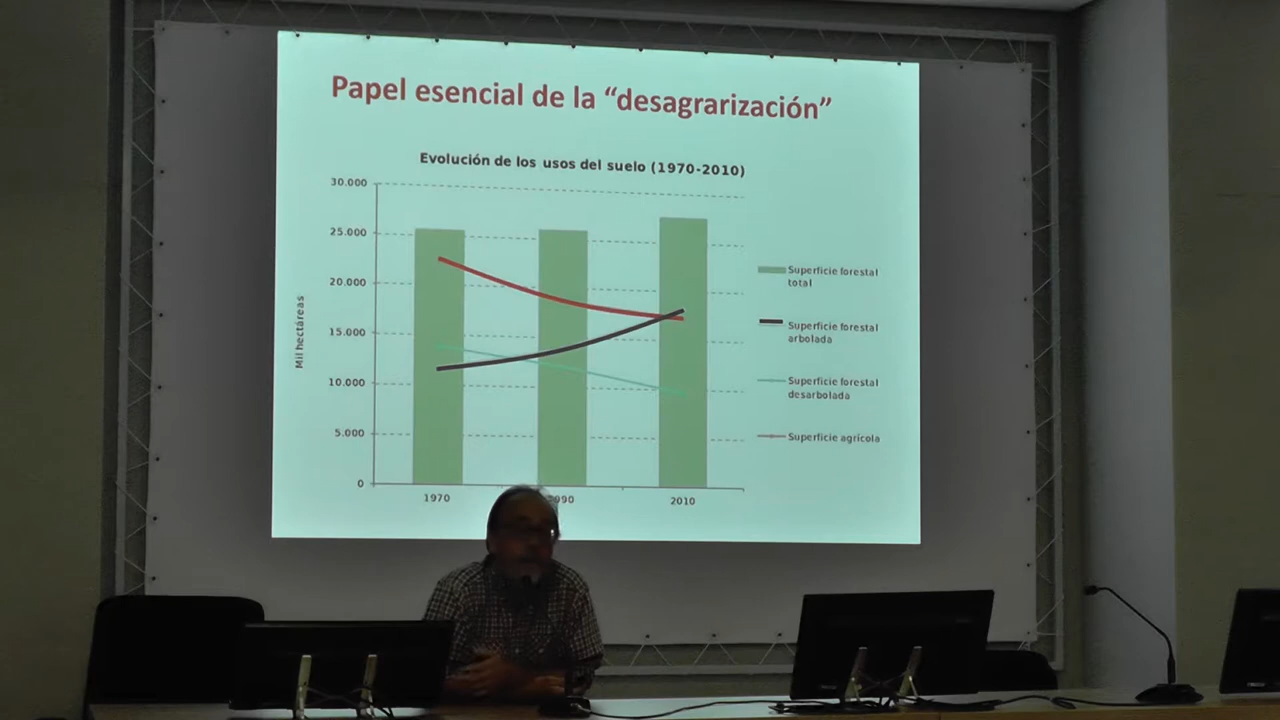 Papel esencial de la “desagrarización”
Evolución de los usos del suelo (1970-2010)
30.000
25.000
20.000
15.000
10.000
5.000
0
Mil hectáreas
1970
990
2010
Superficie forestal
total
Superficie forestal
arbolada
Superficie forestal
desarbolada
Superficie agrícola